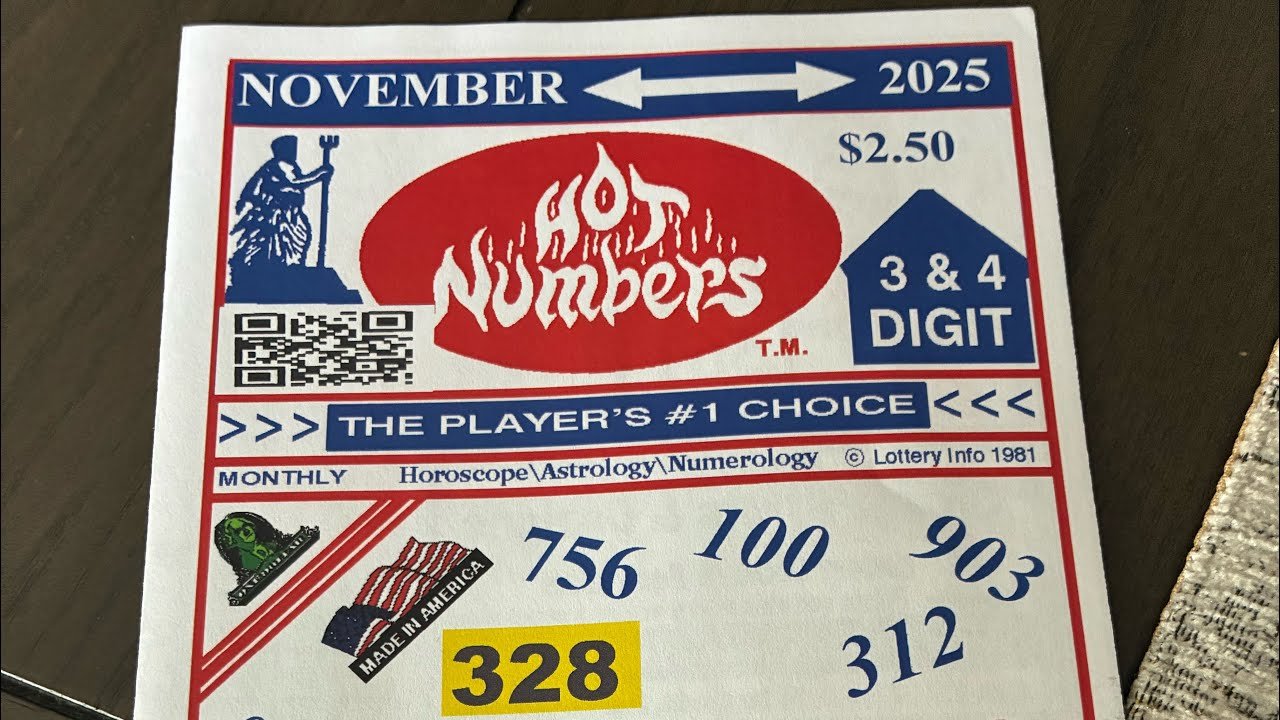 NOVEMBER 2025
$2.50
HOT
NUMBERS
T.M.
3 & 4
DIGIT
>>> THE PLAYER'S #1 CHOICE <<<
MONTHLY Horoscope\Astrology\Numerology © Lottery Info 1981
756 100 903
MADE IN AMERICA
328 312